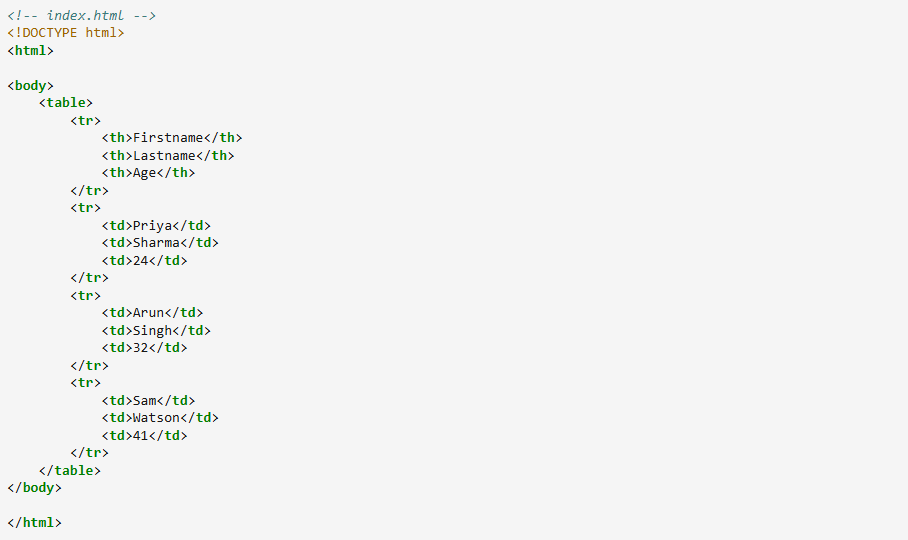 <!-- index.html -->
<!DOCTYPE html>
<html>

<body>
    <table>
        <tr>
            <th>Firstname</th>
            <th>Lastname</th>
            <th>Age</th>
        </tr>
        <tr>
            <td>Priya</td>
            <td>Sharma</td>
            <td>24</td>
        </tr>
        <tr>
            <td>Arun</td>
            <td>Singh</td>
            <td>32</td>
        </tr>
        <tr>
            <td>Sam</td>
            <td>Watson</td>
            <td>41</td>
        </tr>
    </table>
</body>

</html>